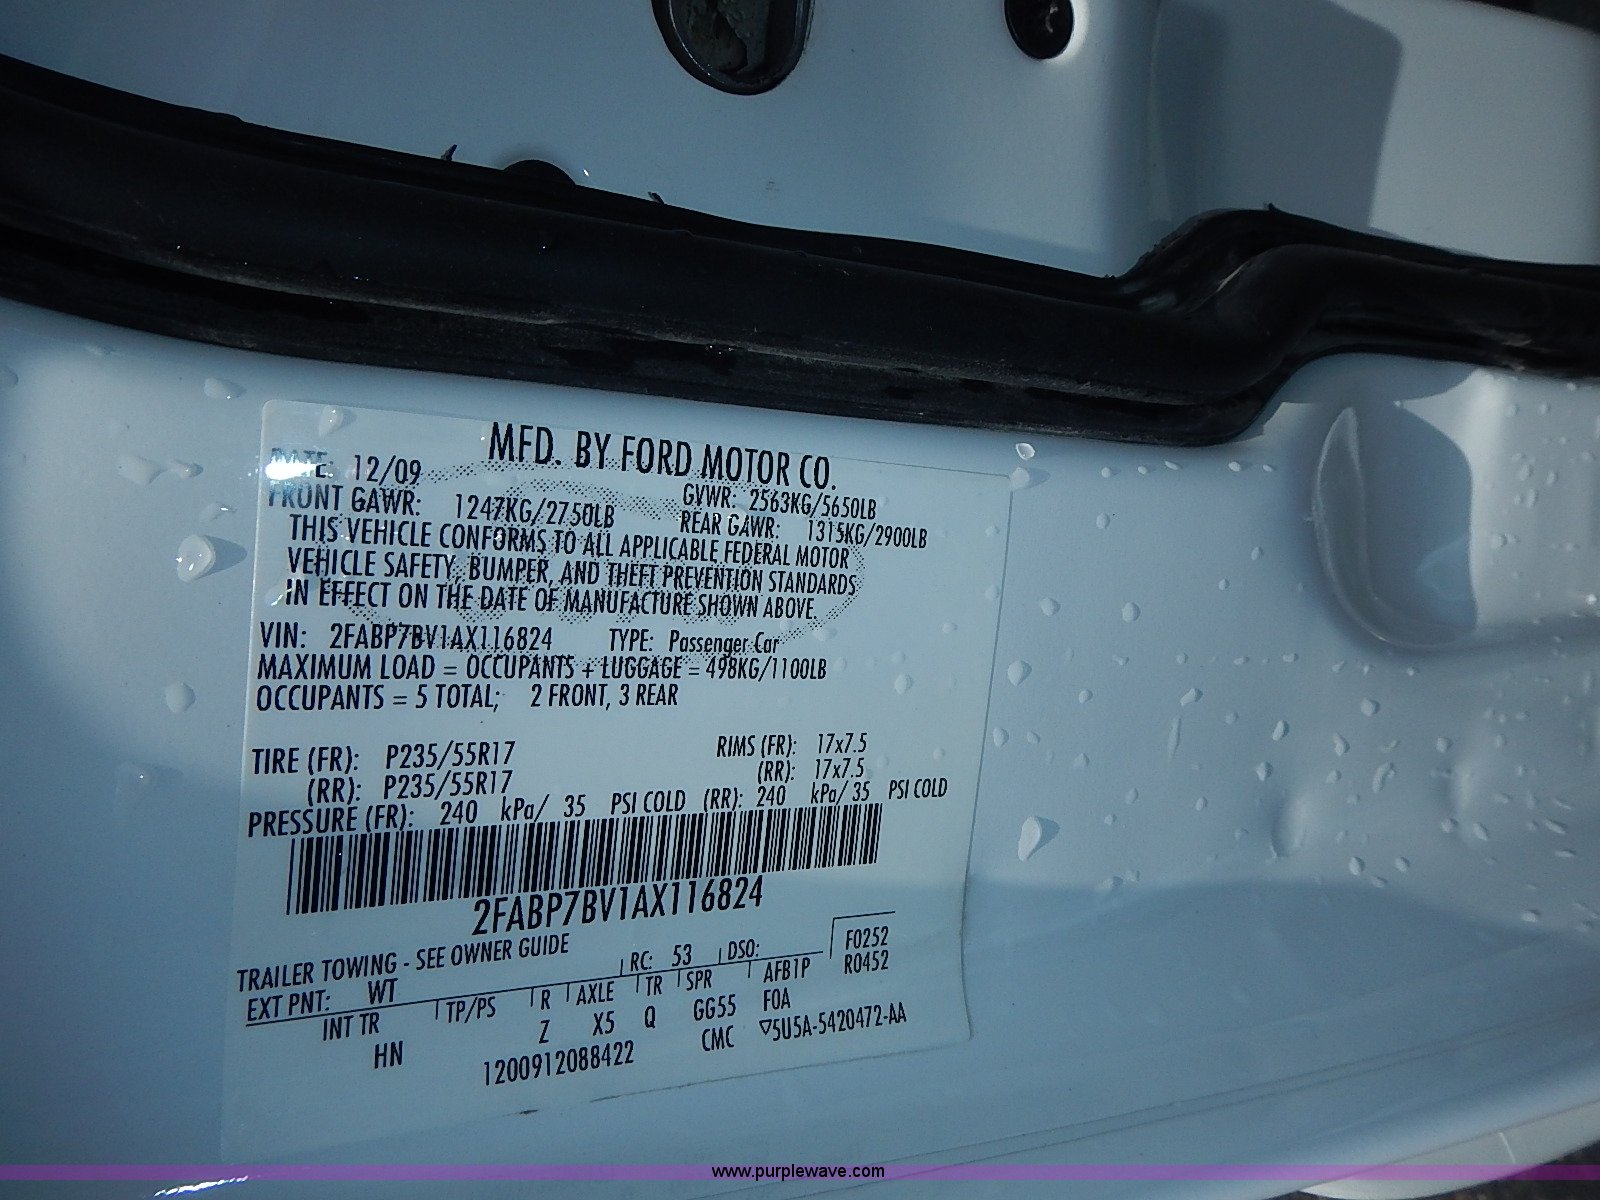 MFD. BY FORD MOTOR CO.
DATE: 12/09
GVWR: 2563KG/5650LB
FRONT GAWR: 1247KG/2750LB
REAR GAWR: 1315KG/2900LB
THIS VEHICLE CONFORMS TO ALL APPLICABLE FEDERAL MOTOR
VEHICLE SAFETY, BUMPER, AND THEFT PREVENTION STANDARDS
IN EFFECT ON THE DATE OF MANUFACTURE SHOWN ABOVE.
VIN: 2FABP7BV1AX116824 TYPE: Passenger Car
MAXIMUM LOAD = OCCUPANTS + LUGGAGE = 498KG/1100LB
OCCUPANTS = 5 TOTAL; 2 FRONT, 3 REAR
TIRE (FR): P235/55R17 RIMS (FR): 17x7.5
(RR): P235/55R17 (RR): 17x7.5
PRESSURE (FR): 240 kPa/ 35 PSI COLD (RR): 240 kPa/ 35 PSI COLD
2FABP7BV1AX116824
TRAILER TOWING - SEE OWNER GUIDE
EXT PNT: WT RC: 53 DSO: F0252
R0452
INT TR TP/PS R AXLE TR SPR AFB1P
HN Z X5 Q GG55 FOA
1200912088422 CMC ▽5U5A-5420472-AA
www.purplewave.com